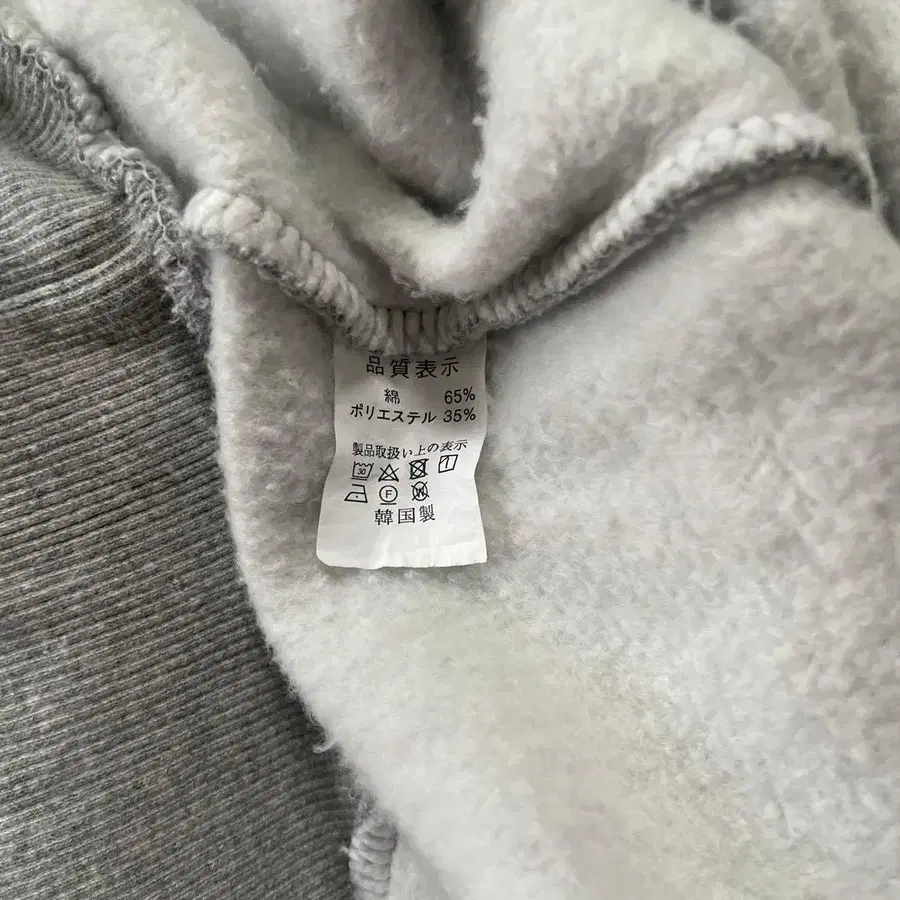 品質表示
綿 65%
ポリエステル 35%
製品取扱い上の表示
30
F
W
韓国製